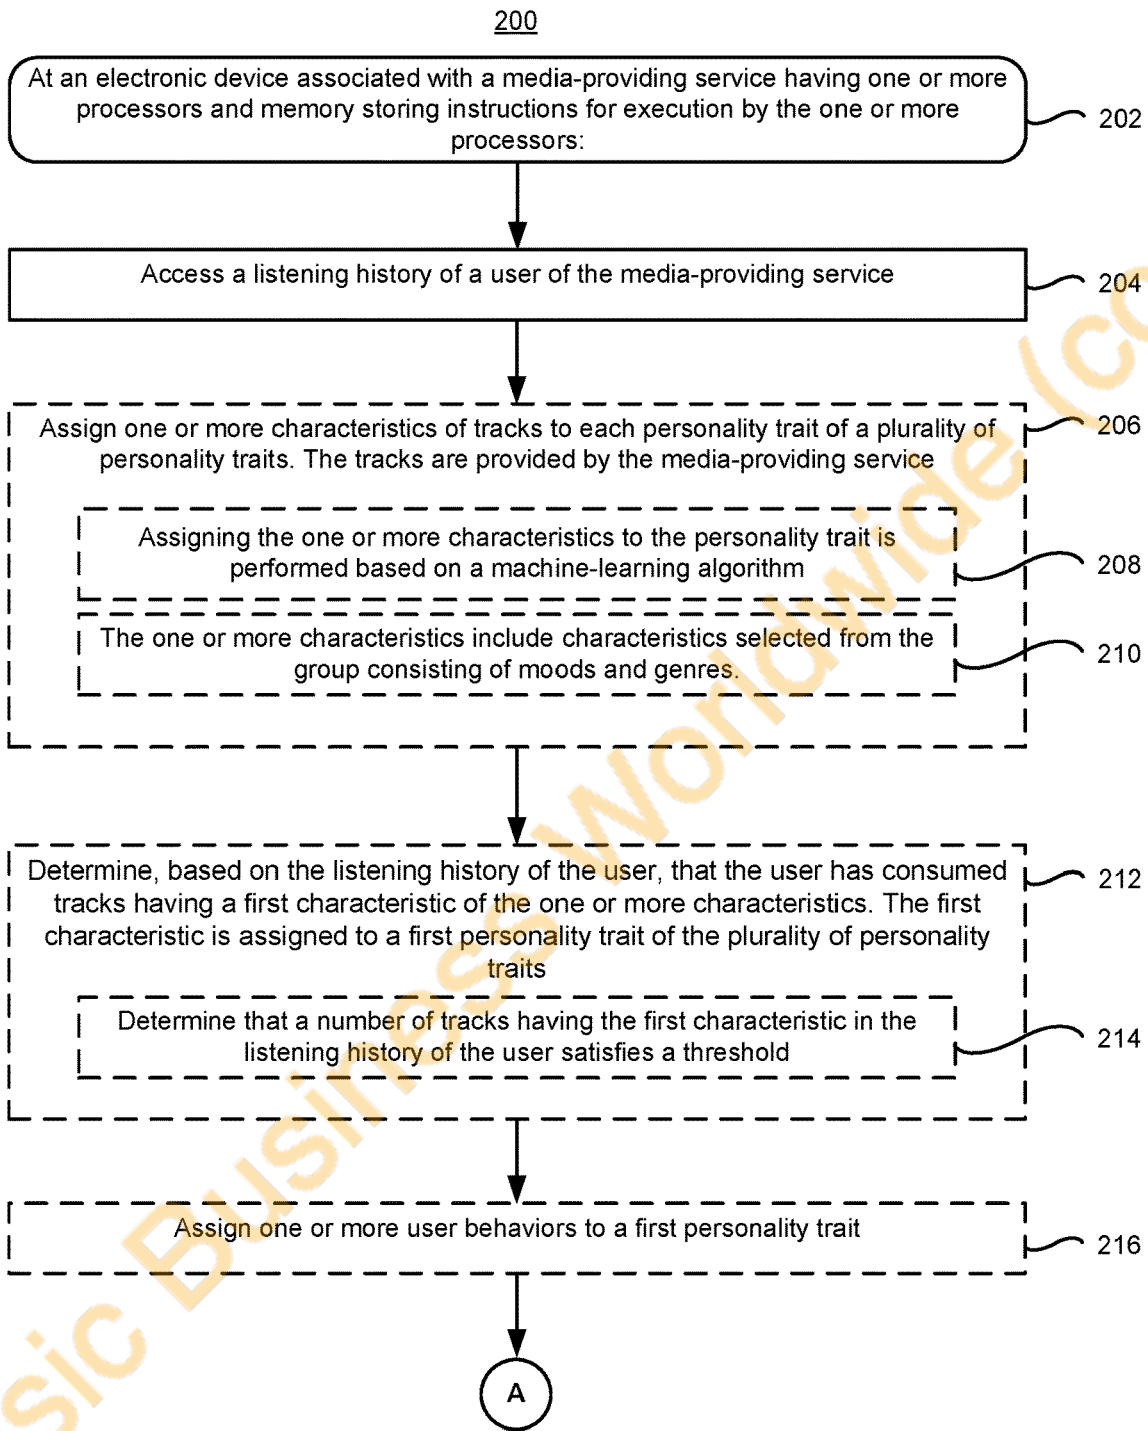 200
At an electronic device associated with a media-providing service having one or more
processors and memory storing instructions for execution by the one or more
processors:
202
Access a listening history of a user of the media-providing service
204
Assign one or more characteristics of tracks to each personality trait of a plurality of
personality traits. The tracks are provided by the media-providing service
206
Assigning the one or more characteristics to the personality trait is
performed based on a machine-learning algorithm
208
The one or more characteristics include characteristics selected from the
group consisting of moods and genres.
210
Determine, based on the listening history of the user, that the user has consumed
tracks having a first characteristic of the one or more characteristics. The first
characteristic is assigned to a first personality trait of the plurality of personality
traits
212
Determine that a number of tracks having the first characteristic in the
listening history of the user satisfies a threshold
214
Assign one or more user behaviors to a first personality trait
216
A
sic Business Worldwide (co